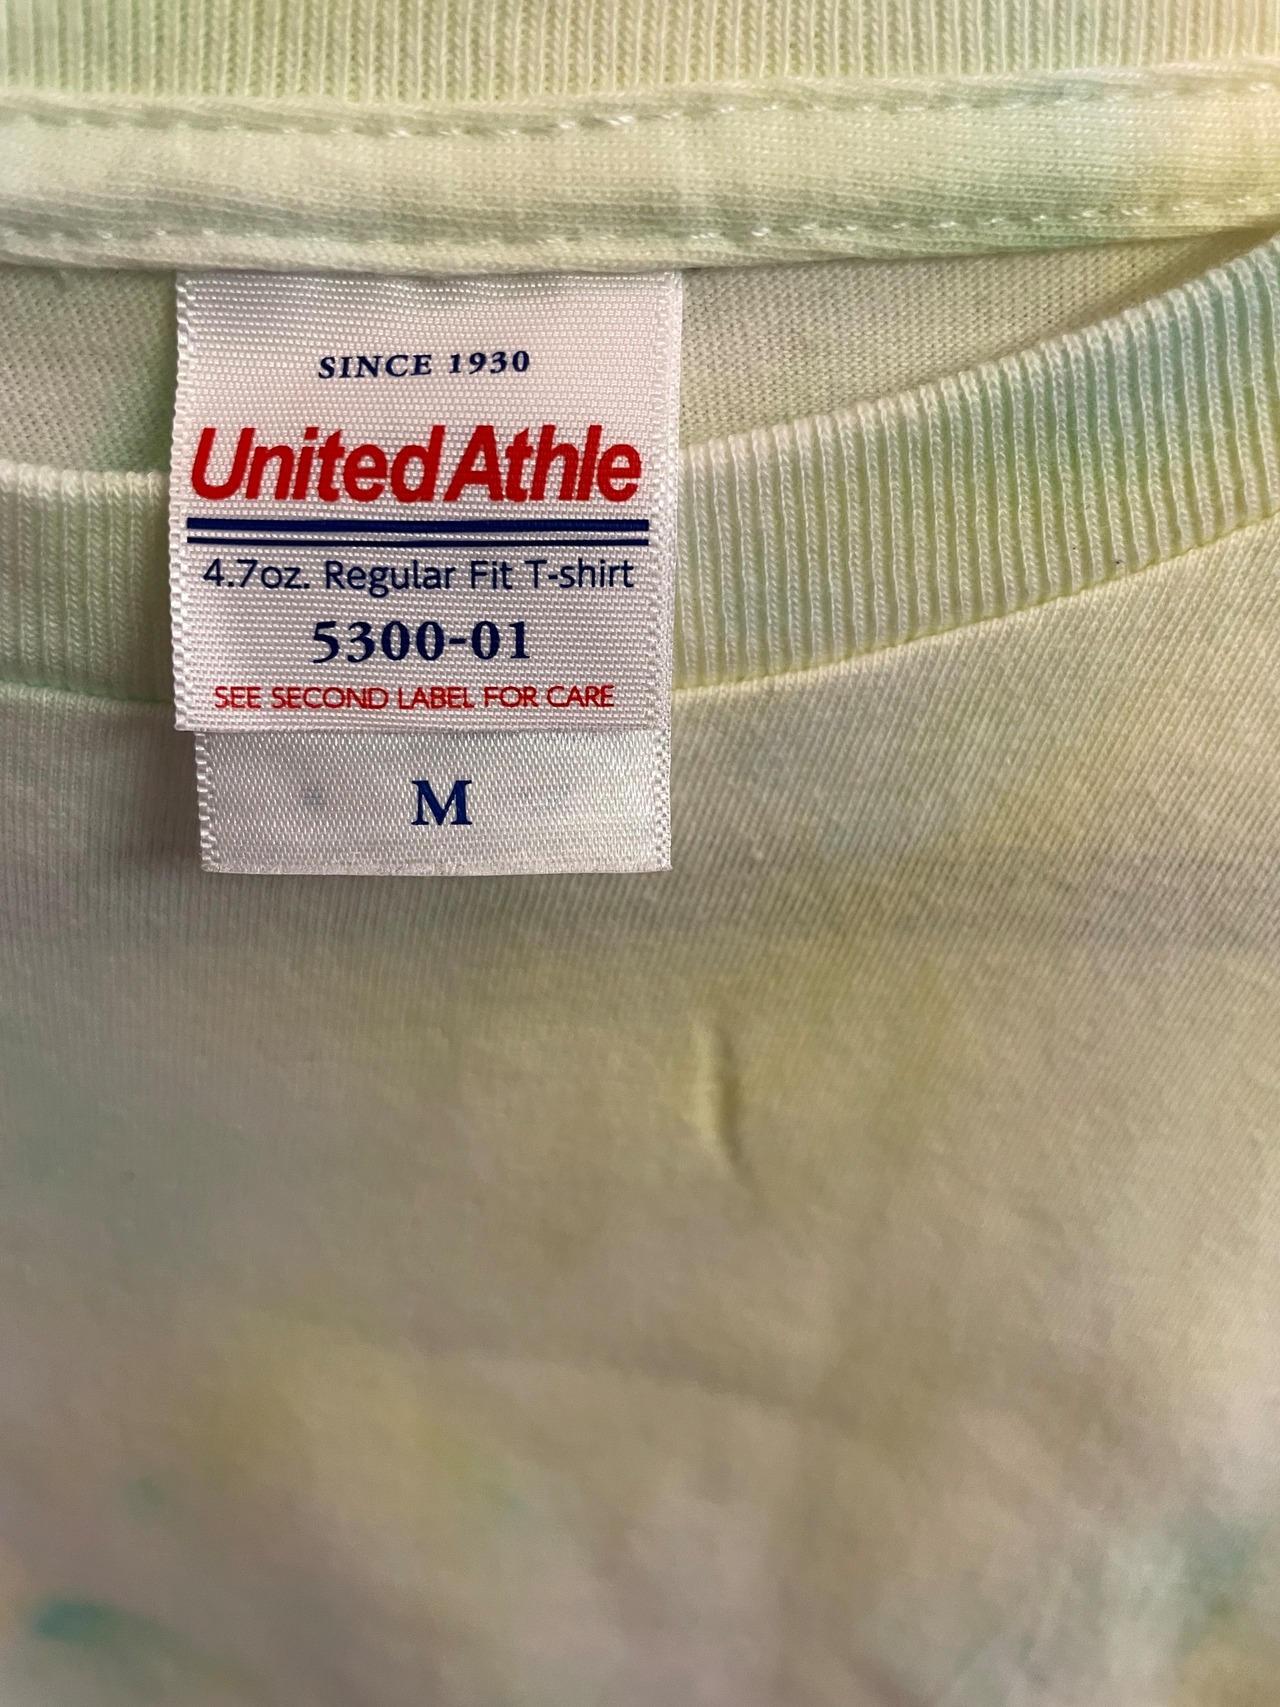 SINCE 1930
United Athle
4.7oz. Regular Fit T-shirt
5300-01
SEE SECOND LABEL FOR CARE
M